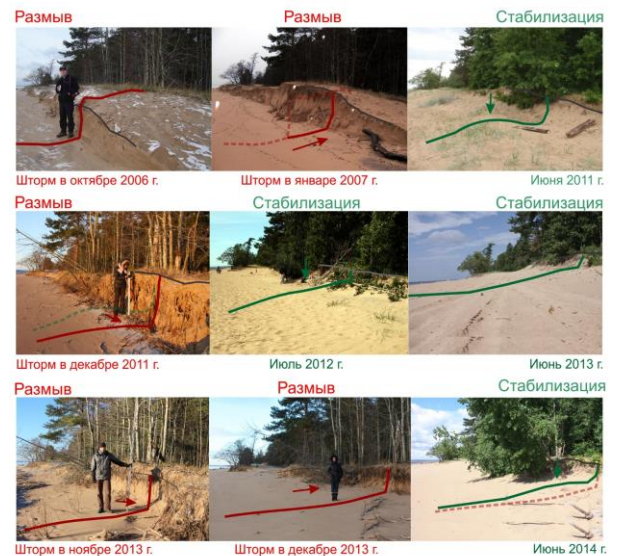 Размыв
Размыв
Стабилизация
Шторм в октябре 2006 г.
Шторм в январе 2007 г.
Июня 2011 г.
Размыв
Стабилизация
Стабилизация
Шторм в декабре 2011 г.
Июль 2012 г.
Июнь 2013 г.
Размыв
Размыв
Стабилизация
Шторм в ноябре 2013 г.
Шторм в декабре 2013 г.
Июнь 2014 г.